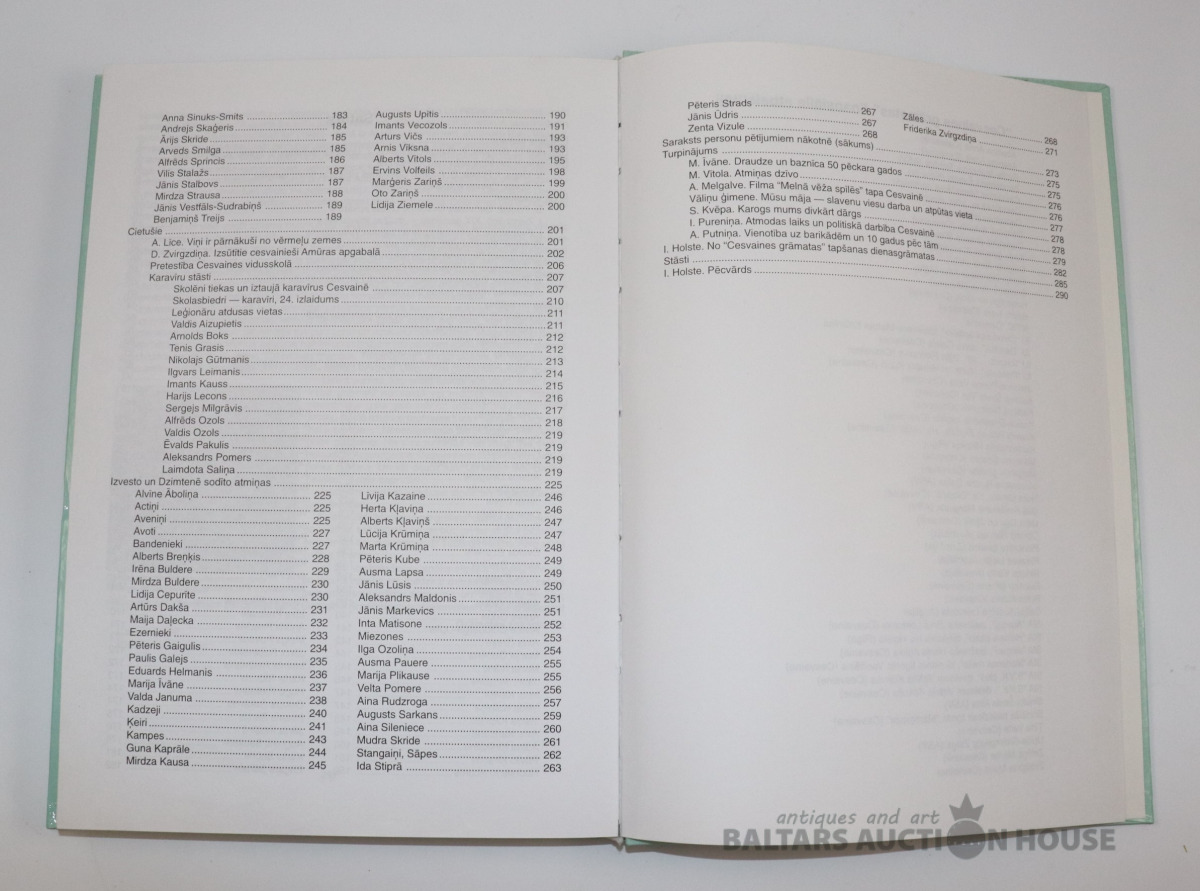 Anna Sinuks-Smits 183
Andrejs Skaģeris 184
Ārijs Skride 185
Arveds Smilga 185
Alfrēds Sprincis 186
Vilis Stalažs 187
Jānis Stalbovs 187
Mirdza Strausa 188
Jānis Vestfāls-Sudrabiņš 189
Benjamiņš Treijs 189
Augusts Upītis 190
Imants Vecozols 191
Arturs Vičs 193
Arnis Vīksna 193
Alberts Vītols 195
Ervins Volfeils 198
Marģeris Zariņš 199
Oto Zariņš 200
Lidija Ziemele 200
Cietušie 201
A. Līce. Viņi ir pārnākuši no vērmeļu zemes 201
D. Zvirgzdiņa. Izsūtītie cesvainieši Amūras apgabalā 202
Pretestība Cesvaines vidusskolā 206
Karavīru stāsti 207
Skolēni tiekas un iztaujā karavīrus Cesvainē 207
Skolasbiedri — karavīri, 24. izlaidums 210
Leģionāru atdusas vietas 211
Valdis Aizupietis 211
Arnolds Boks 212
Tenis Grasis 212
Nikolajs Gūtmanis 213
Ilgvars Leimanis 214
Imants Kauss 215
Harijs Lecons 216
Sergejs Milgrāvis 217
Alfrēds Ozols 218
Valdis Ozols 219
Ēvalds Pakulis 219
Aleksandrs Pomers 219
Laimdota Saliņa 219
Izvesto un Dzimtenē sodīto atmiņas 225
Alvine Āboliņa 225
Actiņi 225
Aveniņi 225
Avoti 227
Bandenieki 227
Alberts Breņķis 228
Irēna Buldere 229
Mirdza Buldere 230
Lidija Cepurīte 230
Artūrs Dakša 231
Maija Daļecka 232
Ezernieki 233
Pēteris Gaigulis 234
Paulis Galejs 235
Eduards Helmanis 236
Marija Īvāne 237
Valda Januma 238
Kadzeji 240
Ķeiri 241
Kampes 243
Guna Kaprāle 244
Mirdza Kausa 245
Livija Kazaine 246
Herta Kļaviņa 246
Alberts Kļaviņš 247
Lūcija Krūmiņa 247
Marta Krūmiņa 248
Pēteris Kube 249
Ausma Lapsa 249
Jānis Lūsis 250
Aleksandrs Maldonis 251
Jānis Markevics 251
Inta Matisone 252
Miezones 253
Ilga Ozoliņa 254
Ausma Pauere 255
Marija Plikause 255
Velta Pomere 256
Aina Rudzroga 257
Augusts Sarkans 259
Aina Sileniece 260
Mudra Skride 261
Stangaiņi, Sāpes 262
Ida Stiprā 263
Pēteris Strads 267
Jānis Ūdris 267
Zenta Vizule 268
Zāles 268
Friderika Zvirgzdiņa 271
Saraksts personu pētījumiem nākotnē (sākums) 273
Turpinājums 275
M. Īvāne. Draudze un baznīca 50 pēckara gados 275
M. Vītola. Atmiņas dzīvo 276
A. Melgalve. Filma “Melnā vēža spīlēs” tapa Cesvainē 276
Vāliņu ģimene. Mūsu māja — slavenu viesu darba un atpūtas vieta 277
S. Kvēpa. Karogs mums divkārt dārgs 278
I. Pureniņa. Atmodas laiks un politiskā darbība Cesvainē 278
A. Putniņa. Vienotība uz barikādēm un 10 gadus pēc tām 279
I. Holste. No “Cesvaines grāmatas” tapšanas dienasgrāmatas 282
Stāsti 285
I. Holste. Pēcvārds 290
antiques and art
BALTARS AUCTION HOUSE